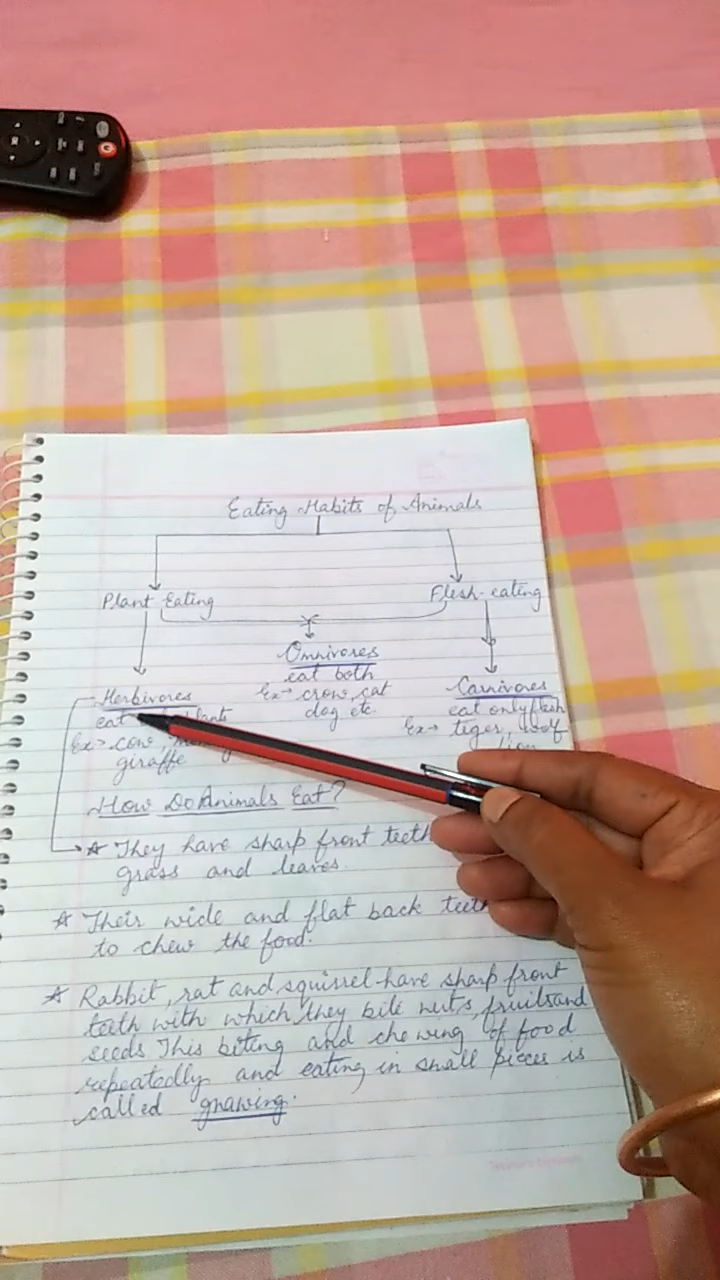 Eating Habits of Animals
Plant Eating
Flesh-eating
Omnivores
eat both
Ex→ crow, cat
dog etc.
Herbivores
eat plants
Ex> cow,
giraffe
Carnivores
eat only flesh
Ex→ tiger, wolf
lion
How Do Animals Eat?
☆ They have sharp front teeth
grass and leaves.
☆ Their wide and flat back teeth
to chew the food.
☆ Rabbit, rat and squirrel have sharp front
teeth with which they bite nuts, fruits and
seeds. This biting and chewing of food
repeatedly and eating in small pieces is
called gnawing.